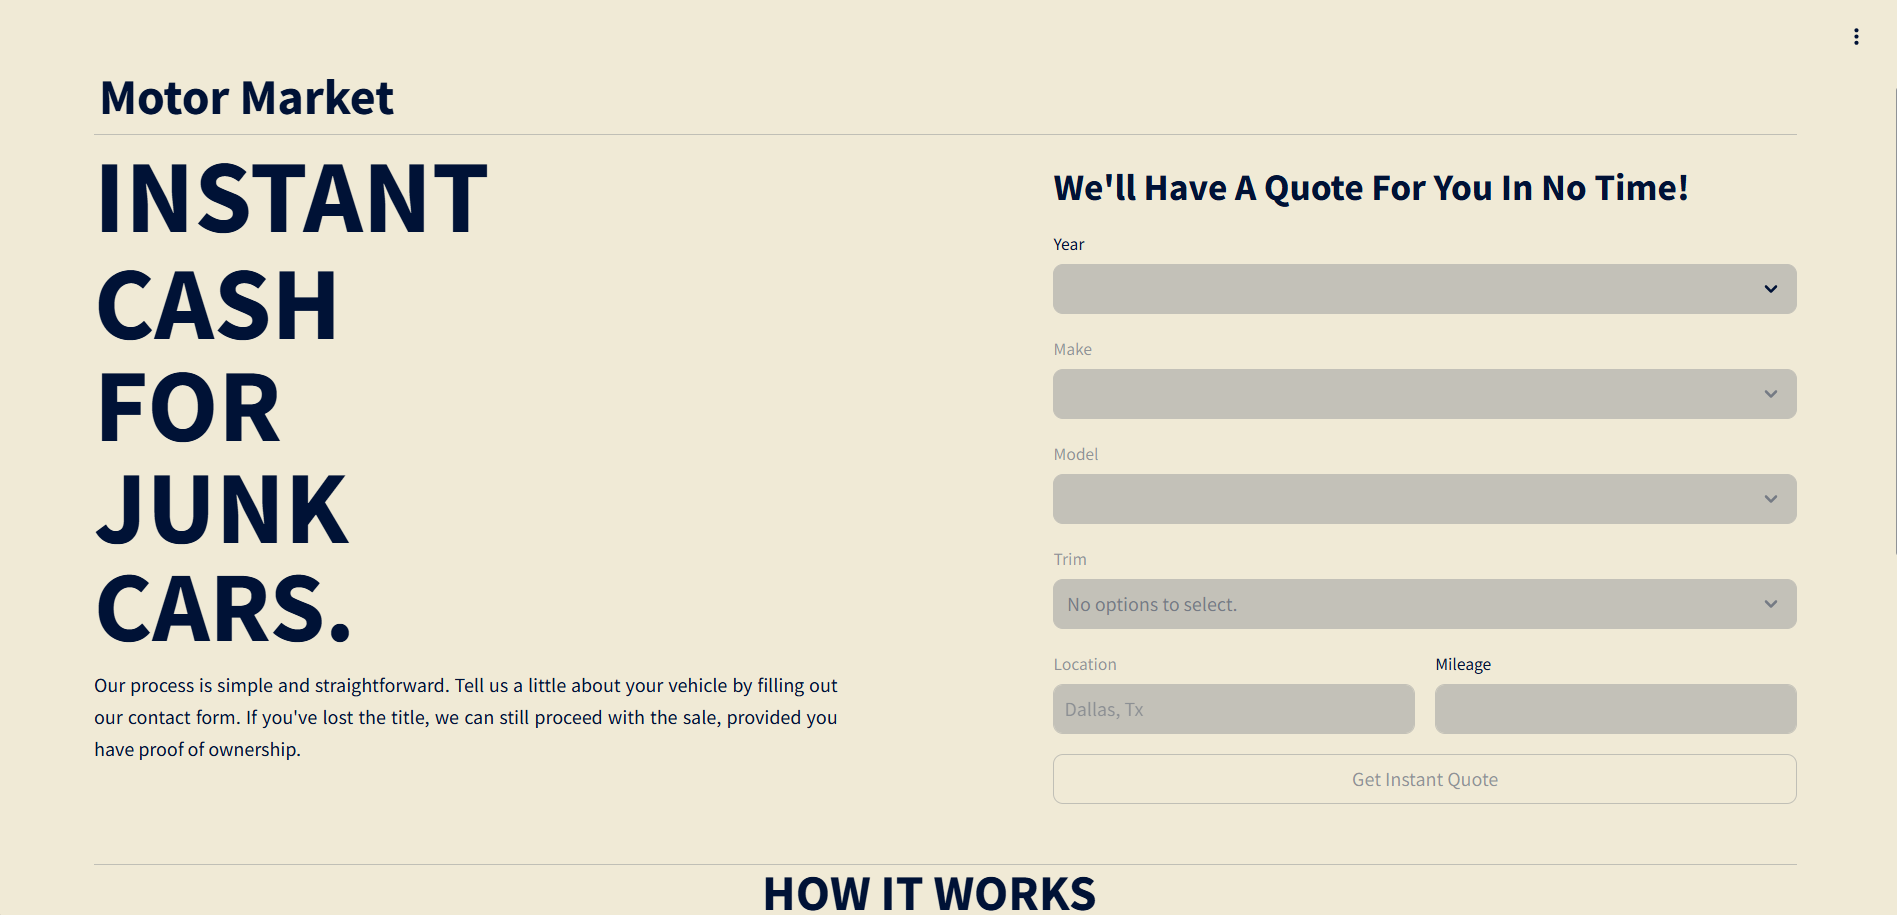 Motor Market
INSTANT
CASH
FOR
JUNK
CARS.
Our process is simple and straightforward. Tell us a little about your vehicle by filling out
our contact form. If you've lost the title, we can still proceed with the sale, provided you
have proof of ownership.
We'll Have A Quote For You In No Time!
Year
Make
Model
Trim
No options to select.
Location
Mileage
Dallas, Tx
Get Instant Quote
HOW IT WORKS